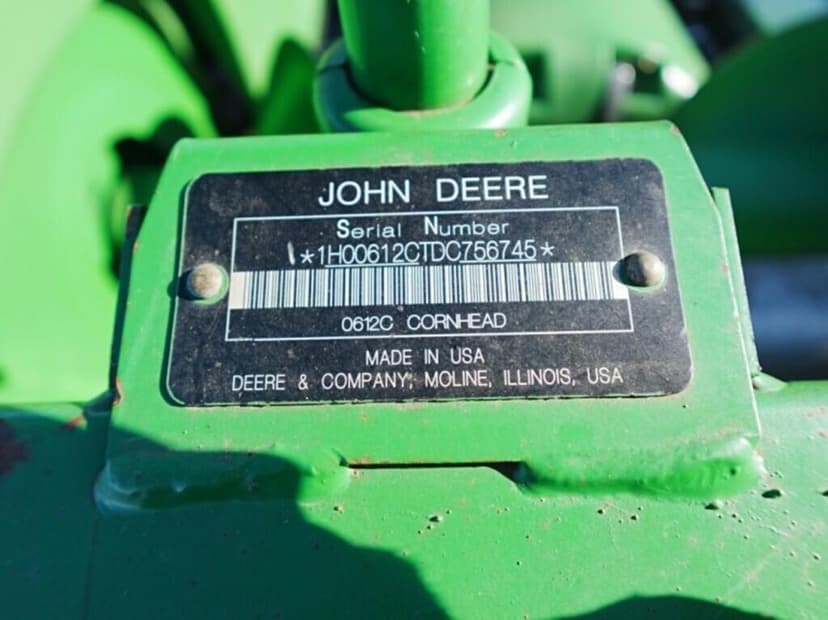 JOHN DEERE
Serial Number
*1H00612CTDC756745*
0612C CORNHEAD
MADE IN USA
DEERE & COMPANY, MOLINE, ILLINOIS, USA